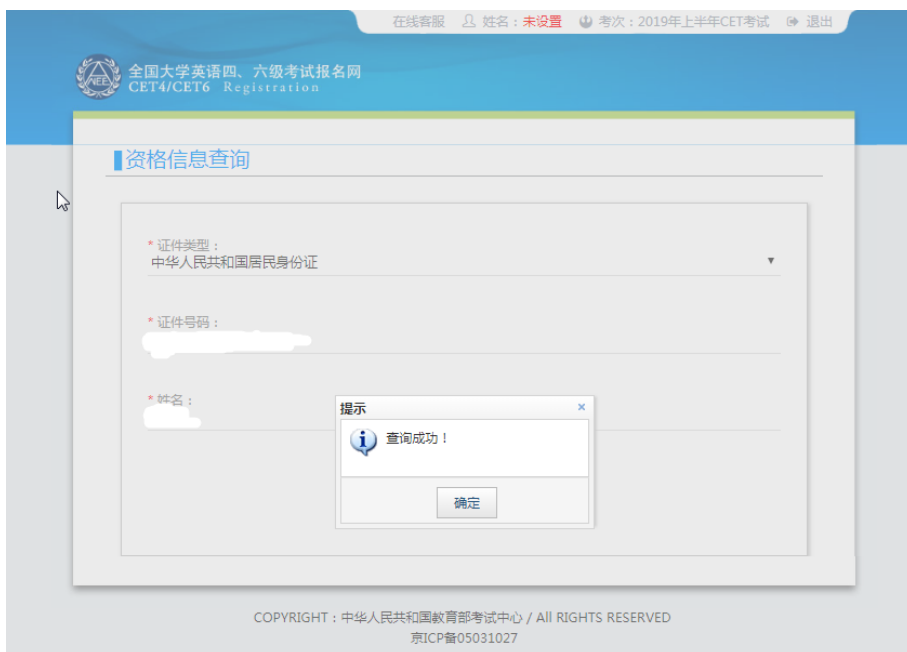 在线客服 姓名：未设置 考次：2019年上半年CET考试 退出
NEE
全国大学英语四、六级考试报名网
CET4/CET6 Registration
资格信息查询
* 证件类型：
中华人民共和国居民身份证
* 证件号码：
* 姓名：
提示 ×
查询成功！
确定
COPYRIGHT：中华人民共和国教育部考试中心 / All RIGHTS RESERVED
京ICP备05031027